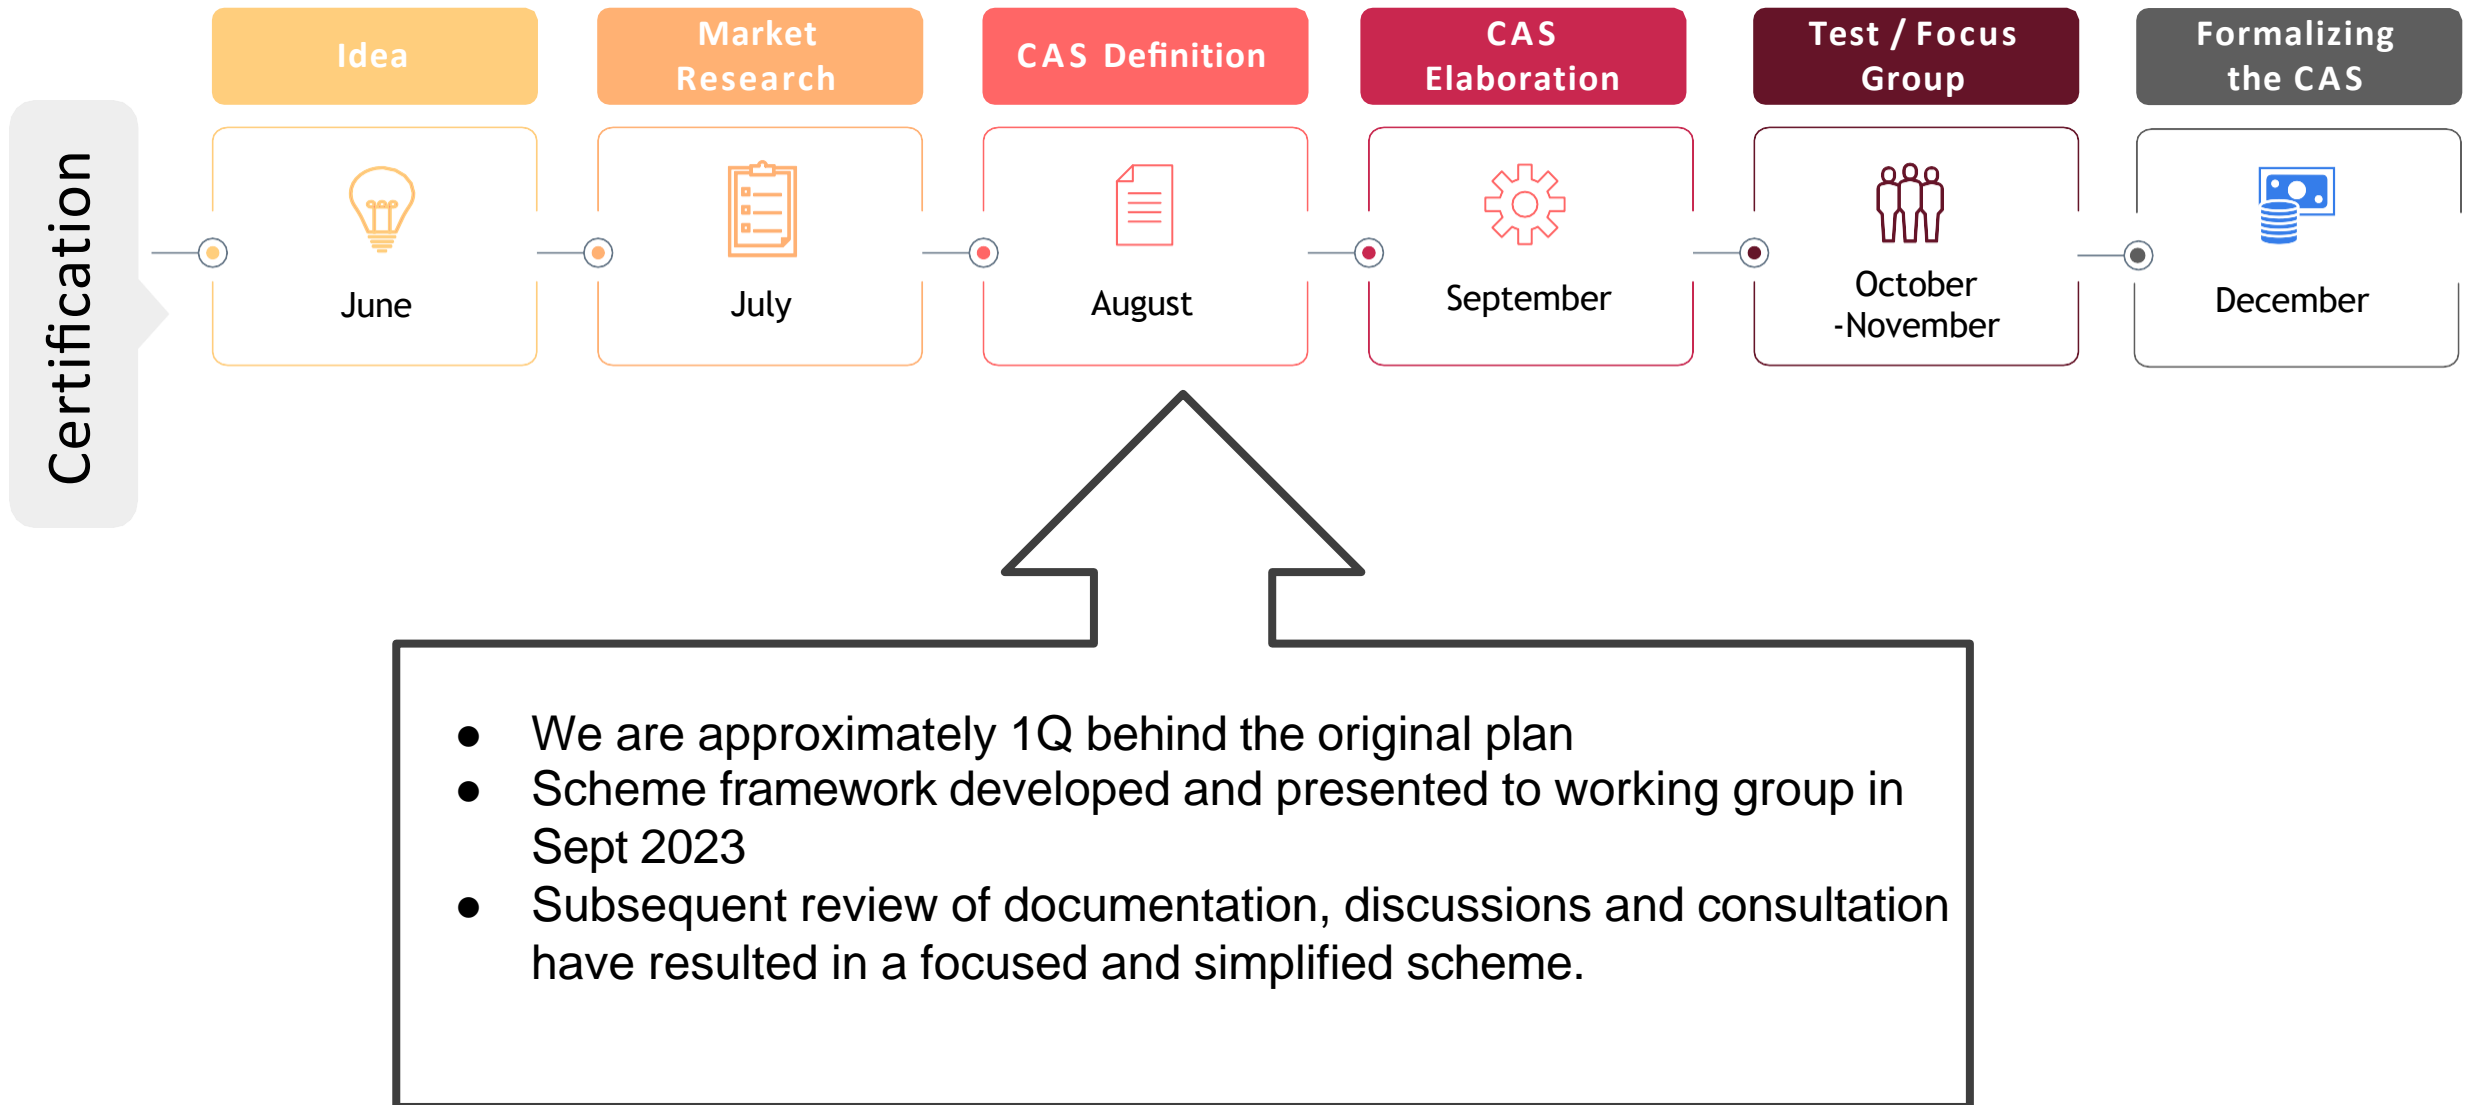 Certification
Idea
Market
Research
CAS Definition
CAS
Elaboration
Test / Focus
Group
Formalizing
the CAS
June
July
August
September
October
-November
December
● We are approximately 1Q behind the original plan
● Scheme framework developed and presented to working group in
Sept 2023
● Subsequent review of documentation, discussions and consultation
have resulted in a focused and simplified scheme.